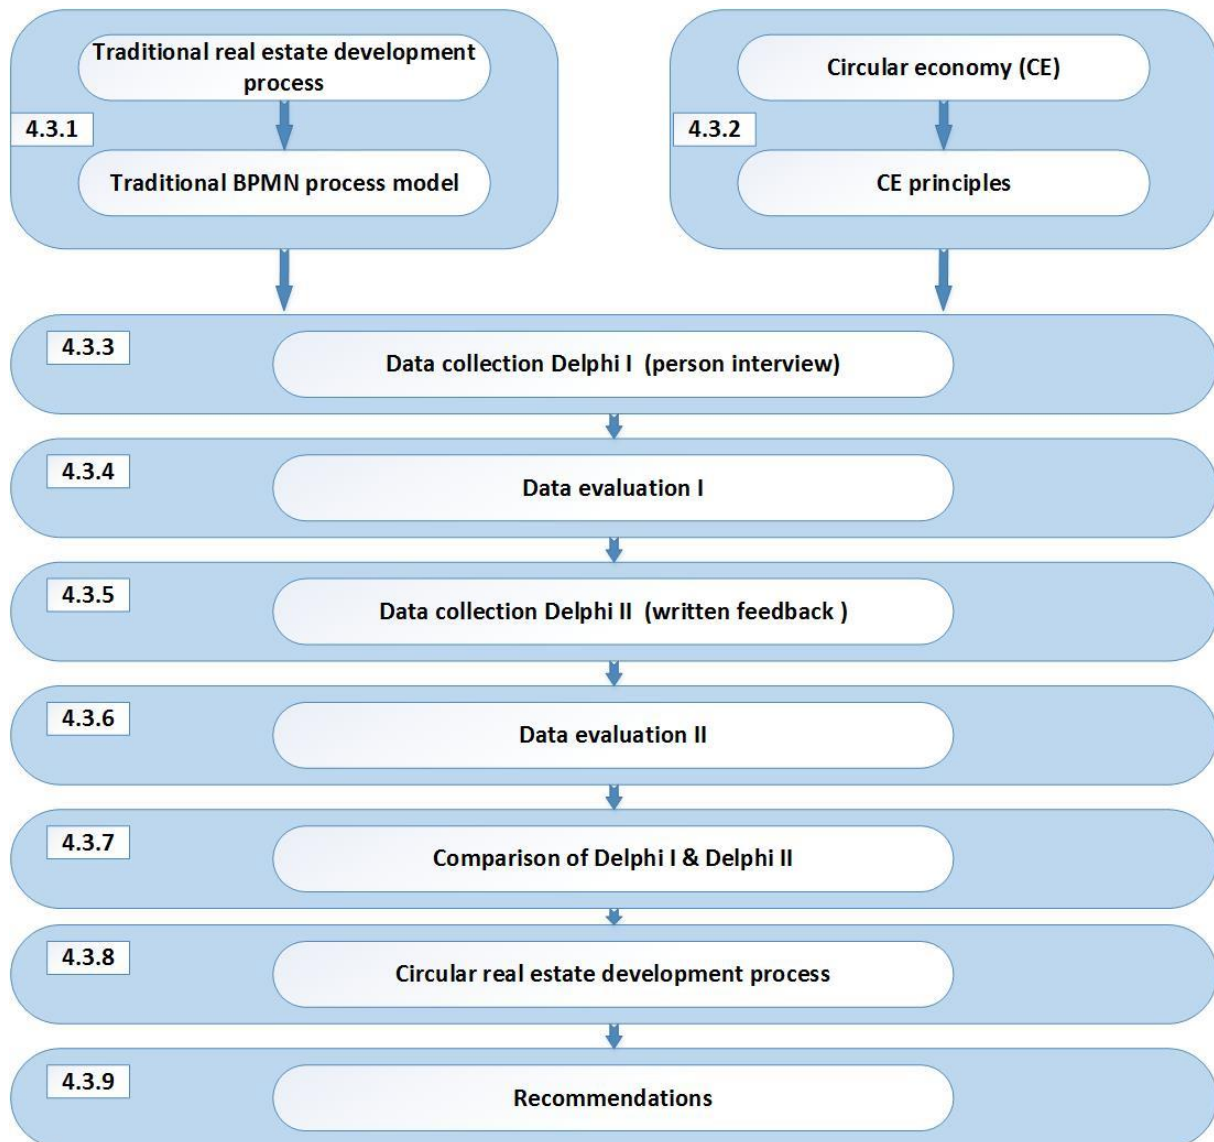 Traditional real estate development
process
4.3.1
Traditional BPMN process model
Circular economy (CE)
4.3.2
CE principles
4.3.3
Data collection Delphi I (person interview)
4.3.4
Data evaluation I
4.3.5
Data collection Delphi II (written feedback )
4.3.6
Data evaluation II
4.3.7
Comparison of Delphi I & Delphi II
4.3.8
Circular real estate development process
4.3.9
Recommendations